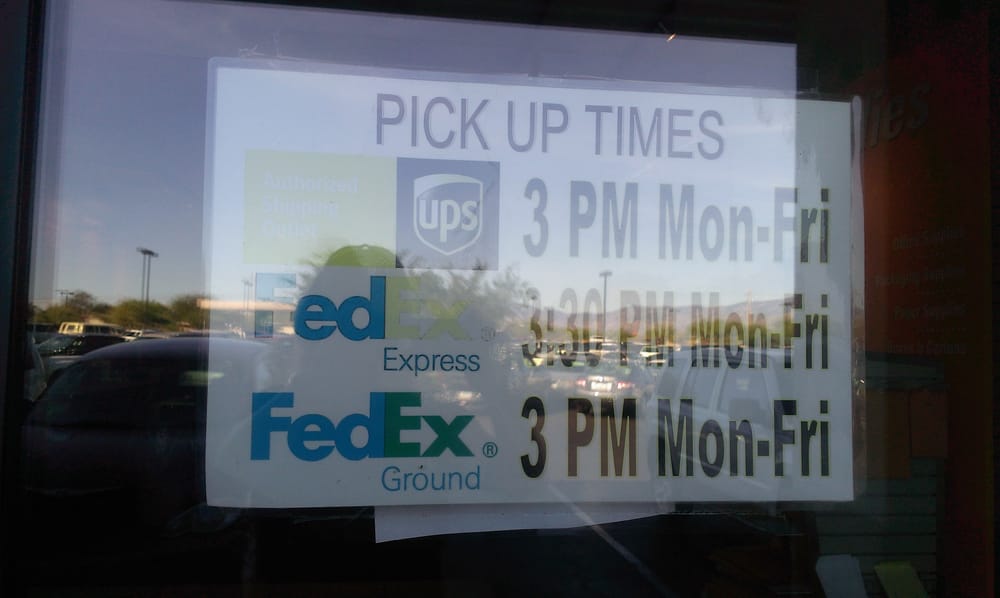 PICK UP TIMES
Authorized
Shipping
Outlet
ups
3 PM Mon-Fri
FedEx ®
Express
3:30 PM Mon-Fri
FedEx ®
Ground
3 PM Mon-Fri